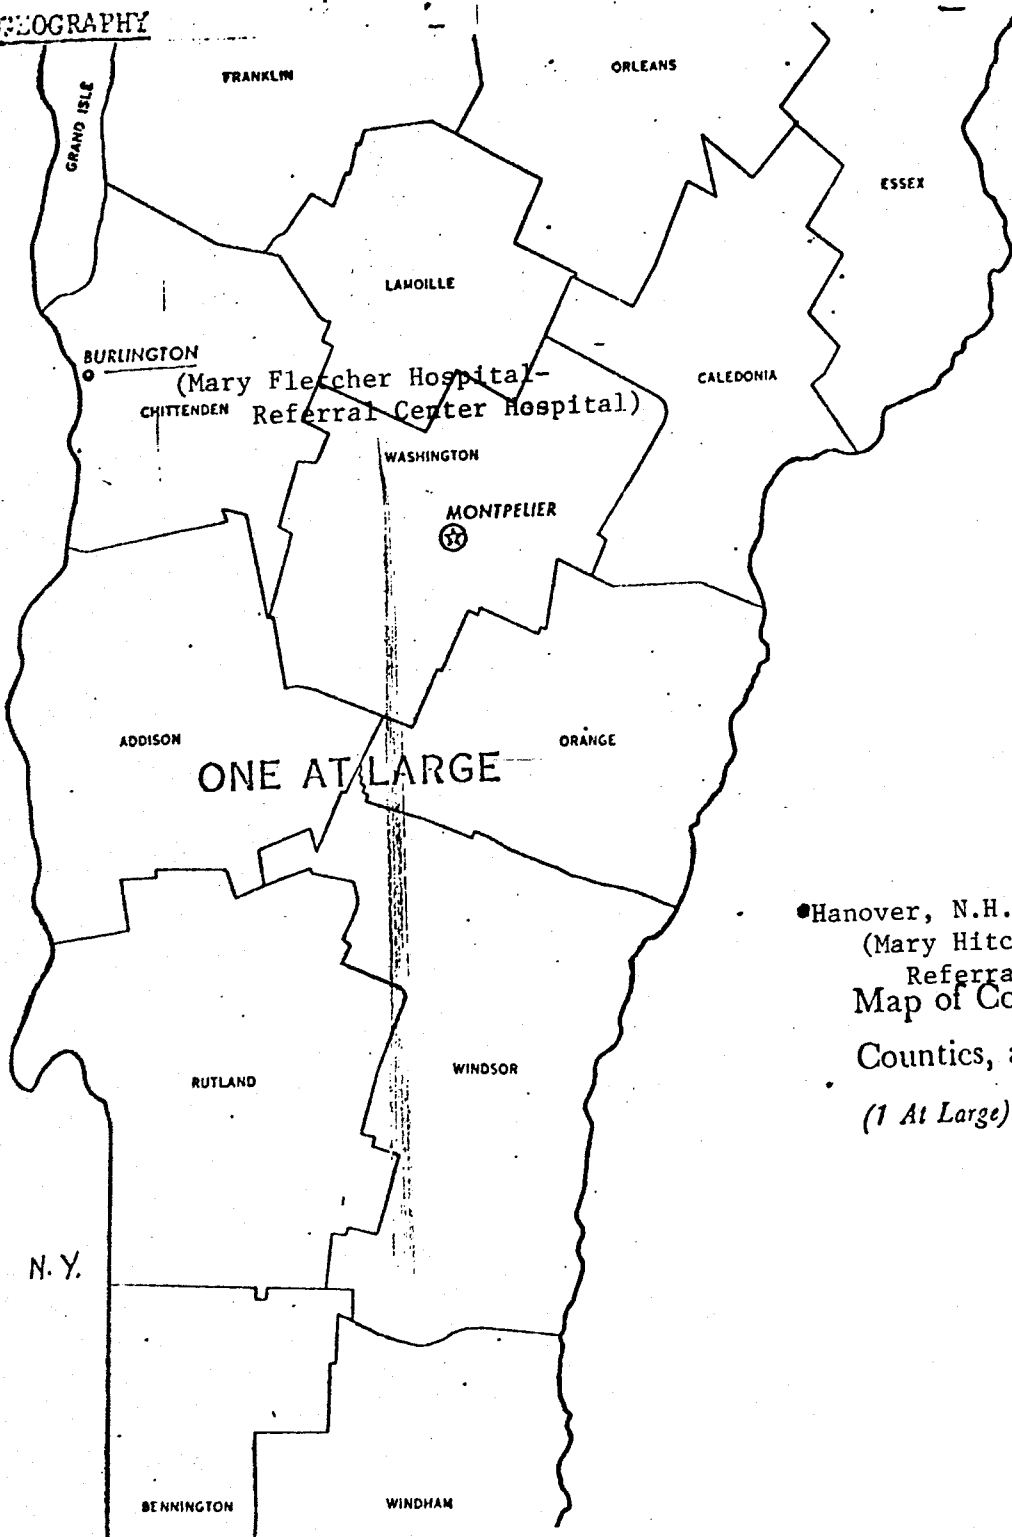 GEOGRAPHY
FRANKLIN
ORLEANS
GRAND ISLE
ESSEX
LAMOILLE
BURLINGTON
(Mary Fletcher Hospital-
CALEDONIA
CHITTENDEN
Referral Center Hospital)
WASHINGTON
MONTPELIER
ADDISON
ORANGE
ONE AT LARGE
Hanover, N.H.
(Mary Hitc
Referra
Map of Co
Counties, a
(1 At Large)
RUTLAND
WINDSOR
N.Y.
BENNINGTON
WINDHAM